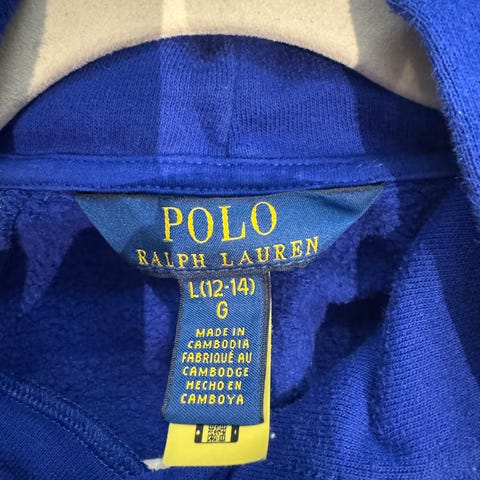 POLO
RALPH LAUREN
L(12-14)
G
MADE IN
CAMBODIA
FABRIQUÉ AU
CAMBODGE
HECHO EN
CAMBOYA